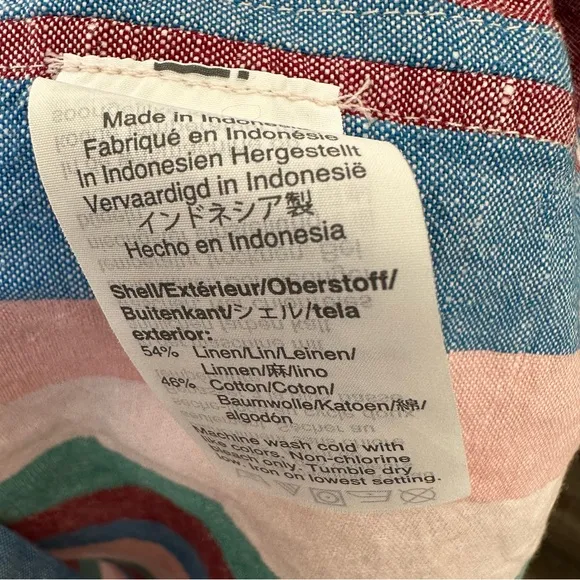 Made in Indonesia
Fabriqué en Indonésie
In Indonesien Hergestellt
Vervaardigd in Indonesië
インドネシア製
Hecho en Indonesia
Shell/Extérieur/Oberstoff/
Buitenkant/シェル/tela
exterior:
54% Linen/Lin/Leinen/
Linnen/麻/lino
46% Cotton/Coton/
Baumwolle/Katoen/綿/
algodón
Machine wash cold with
like colors. Non-chlorine
bleach only. Tumble dry
low. Iron on lowest setting.